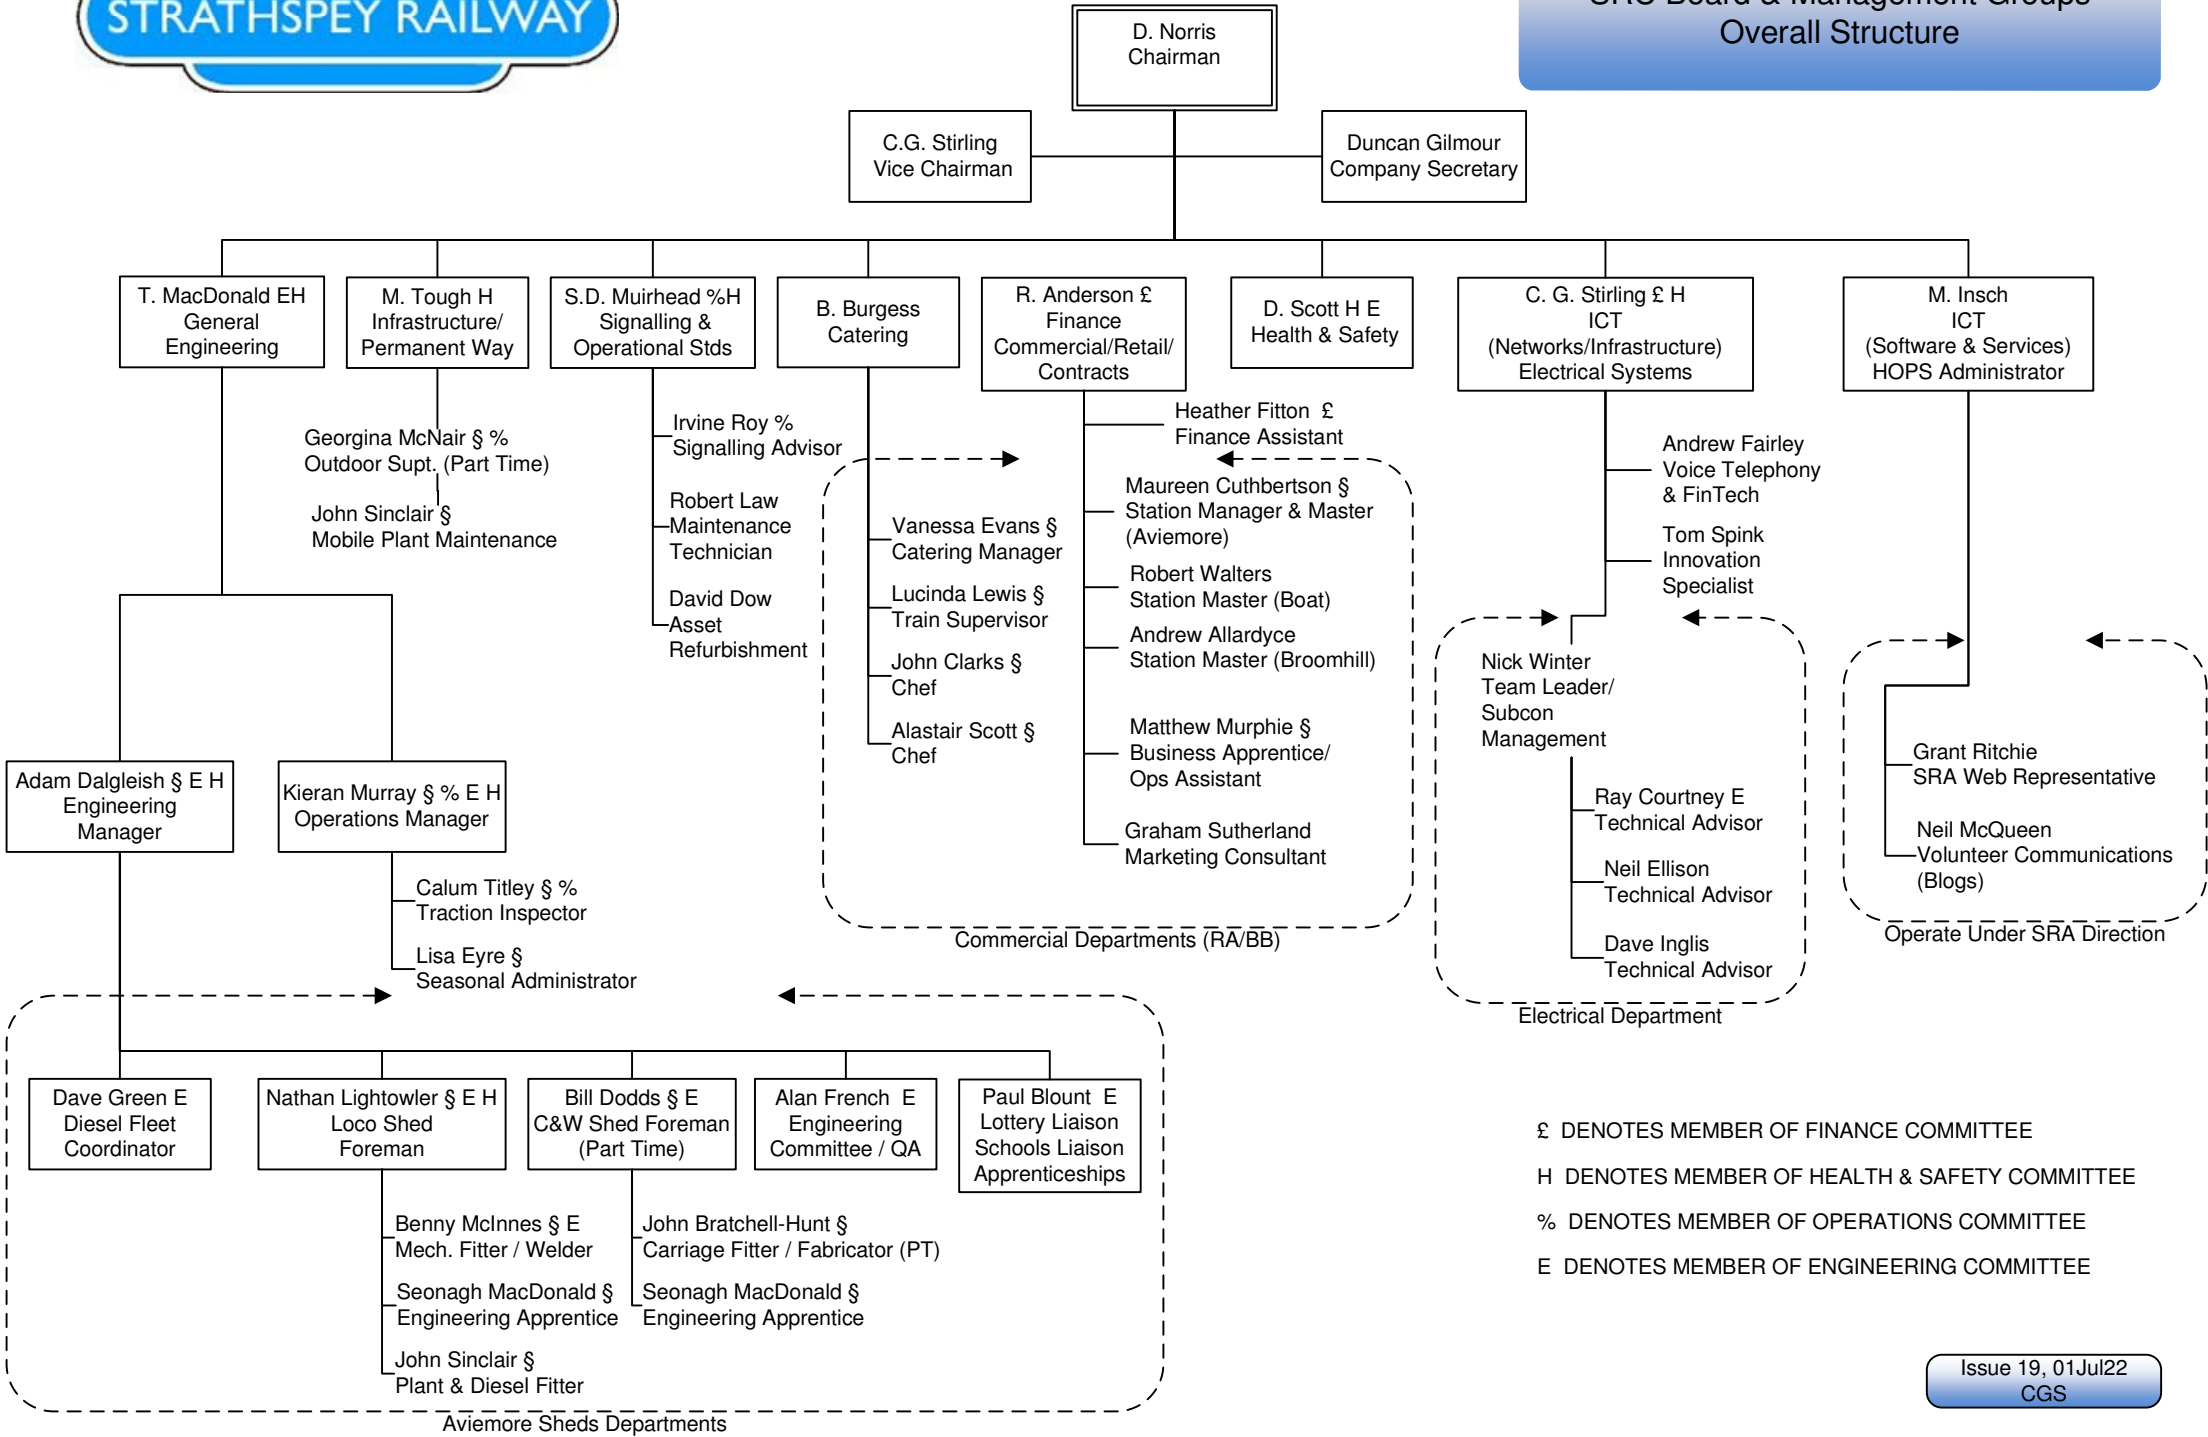 STRATHSPEY RAILWAY
SRC Board & Management Groups
Overall Structure
D. Norris
Chairman
C.G. Stirling
Vice Chairman
Duncan Gilmour
Company Secretary
T. MacDonald EH
General
Engineering
M. Tough H
Infrastructure/
Permanent Way
S.D. Muirhead %H
Signalling &
Operational Stds
B. Burgess
Catering
R. Anderson £
Finance
Commercial/Retail/
Contracts
D. Scott H E
Health & Safety
C. G. Stirling £ H
ICT
(Networks/Infrastructure)
Electrical Systems
M. Insch
ICT
(Software & Services)
HOPS Administrator
Georgina McNair § %
Outdoor Supt. (Part Time)
John Sinclair §
Mobile Plant Maintenance
Irvine Roy %
Signalling Advisor
Robert Law
Maintenance
Technician
David Dow
Asset
Refurbishment
Vanessa Evans §
Catering Manager
Lucinda Lewis §
Train Supervisor
John Clarks §
Chef
Alastair Scott §
Chef
Heather Fitton £
Finance Assistant
Maureen Cuthbertson §
Station Manager & Master
(Aviemore)
Robert Walters
Station Master (Boat)
Andrew Allardyce
Station Master (Broomhill)
Matthew Murphie §
Business Apprentice/
Ops Assistant
Graham Sutherland
Marketing Consultant
Commercial Departments (RA/BB)
Andrew Fairley
Voice Telephony
& FinTech
Tom Spink
Innovation
Specialist
Nick Winter
Team Leader/
Subcon
Management
Ray Courtney E
Technical Advisor
Neil Ellison
Technical Advisor
Dave Inglis
Technical Advisor
Electrical Department
Grant Ritchie
SRA Web Representative
Neil McQueen
Volunteer Communications
(Blogs)
Operate Under SRA Direction
Adam Dalgleish § E H
Engineering
Manager
Kieran Murray § % E H
Operations Manager
Calum Titley § %
Traction Inspector
Lisa Eyre §
Seasonal Administrator
Dave Green E
Diesel Fleet
Coordinator
Nathan Lightowler § E H
Loco Shed
Foreman
Bill Dodds § E
C&W Shed Foreman
(Part Time)
Alan French E
Engineering
Committee / QA
Paul Blount E
Lottery Liaison
Schools Liaison
Apprenticeships
Benny McInnes § E
Mech. Fitter / Welder
Seonagh MacDonald §
Engineering Apprentice
John Sinclair §
Plant & Diesel Fitter
John Bratchell-Hunt §
Carriage Fitter / Fabricator (PT)
Seonagh MacDonald §
Engineering Apprentice
Aviemore Sheds Departments
£ DENOTES MEMBER OF FINANCE COMMITTEE
H DENOTES MEMBER OF HEALTH & SAFETY COMMITTEE
% DENOTES MEMBER OF OPERATIONS COMMITTEE
E DENOTES MEMBER OF ENGINEERING COMMITTEE
Issue 19, 01Jul22
CGS